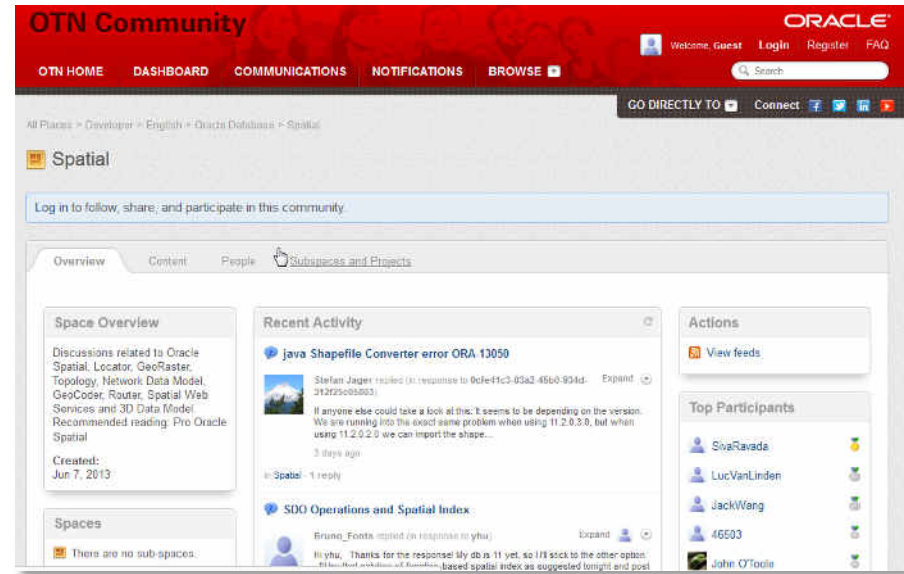 OTN Community
ORACLE
Welcome, Guest Login Register FAQ
OTN HOME DASHBOARD COMMUNICATIONS NOTIFICATIONS BROWSE
Search
GO DIRECTLY TO Connect
All Places > Developer > English > Oracle Database > Spatial
Spatial
Log in to follow, share, and participate in this community.
Overview Content People Subspaces and Projects
Space Overview
Discussions related to Oracle
Spatial, Locator, GeoRaster,
Topology, Network Data Model,
GeoCoder, Router, Spatial Web
Services and 3D Data Model
Recommended reading: Pro Oracle
Spatial
Created:
Jun 7, 2013
Spaces
There are no sub-spaces.
Recent Activity
java Shapefile Converter error ORA-13050
Stefan Jager replied (in response to
Expand
If anyone else could take a look at this: It seems to be depending on the version.
We are running into the exact same problem when using 11.2.0.3.0, but when
using 11.2.0.2.0 we can import the shape...
3 days ago
in Spatial - 1 reply
SDO Operations and Spatial Index
Bruno_Fonta replied (in response to yhu)
Expand
Hi yhu, Thanks for the response! My db is 11 yet, so I'll stick to the other option.
based spatial index as suggested tonight and post
Actions
View feeds
Top Participants
SivaRavada
LucVanLinden
JackWang
46503
John O'Toole